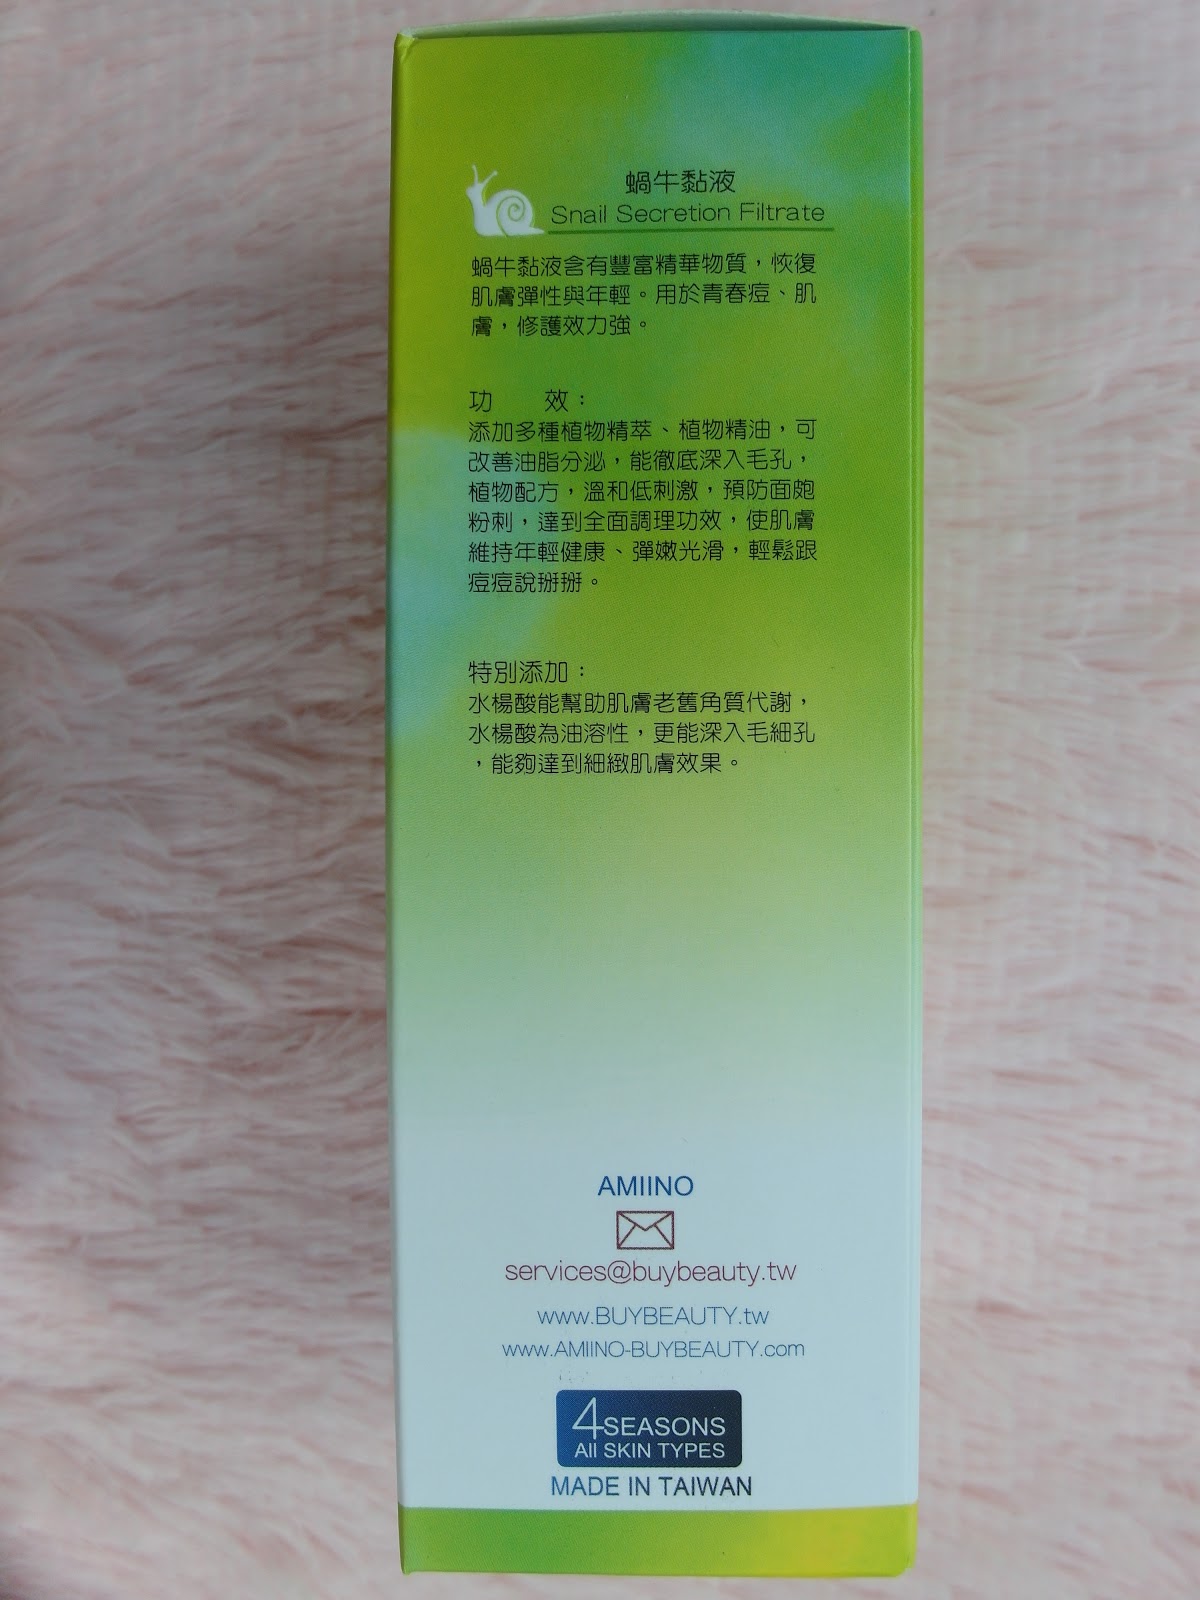 蝸牛黏液
Snail Secretion Filtrate
蝸牛黏液含有豐富精華物質，恢復
肌膚彈性與年輕。用於青春痘、肌
膚，修護效力強。
功　　效：
添加多種植物精萃、植物精油，可
改善油脂分泌，能徹底深入毛孔，
植物配方，溫和低刺激，預防面皰
粉刺，達到全面調理功效，使肌膚
維持年輕健康、彈嫩光滑，輕鬆跟
痘痘說掰掰。
特別添加：
水楊酸能幫助肌膚老舊角質代謝，
水楊酸為油溶性，更能深入毛細孔
，能夠達到細緻肌膚效果。
AMIINO
services@buybeauty.tw
www.BUYBEAUTY.tw
www.AMIINO-BUYBEAUTY.com
4SEASONS
All SKIN TYPES
MADE IN TAIWAN